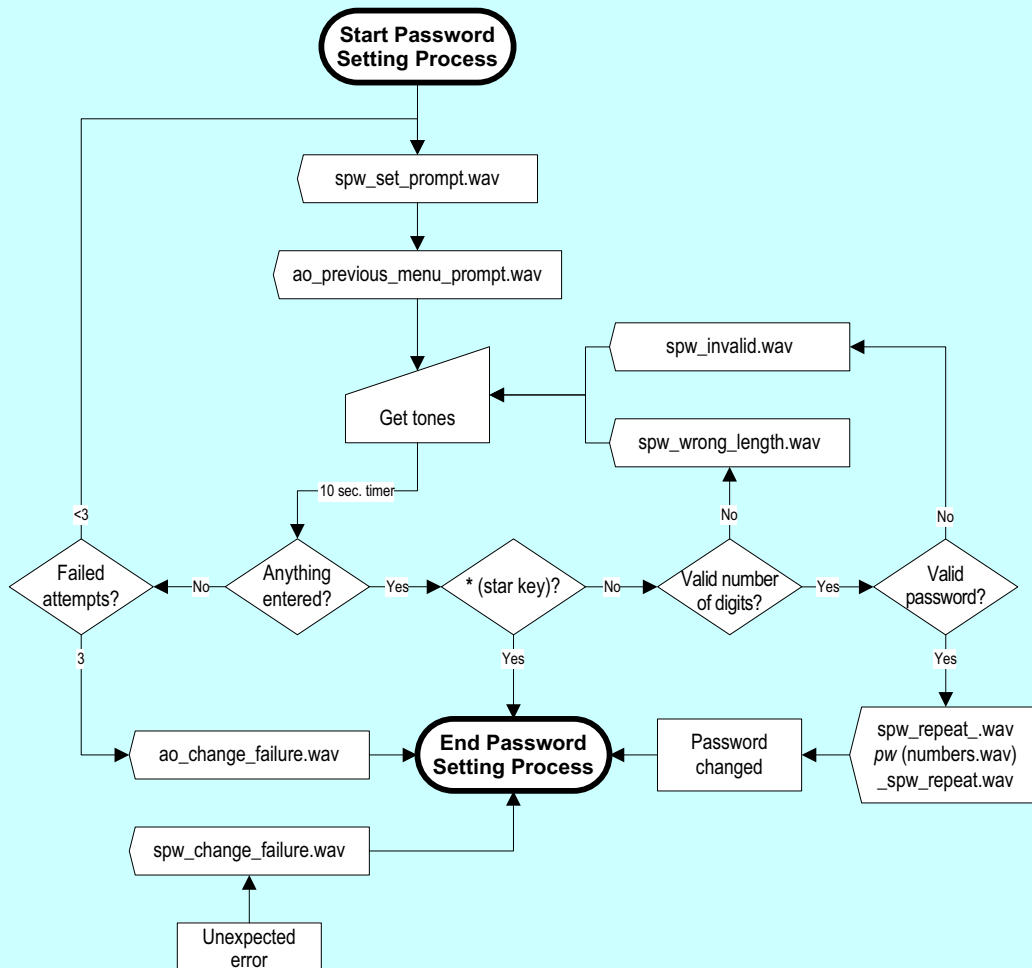 Start Password
Setting Process
spw_set_prompt.wav
ao_previous_menu_prompt.wav
spw_invalid.wav
Get tones
spw_wrong_length.wav
10 sec. timer
<3
No
No
Failed
attempts?
No
Anything
entered?
Yes
* (star key)?
No
Valid number
of digits?
Yes
Valid
password?
3
Yes
Yes
ao_change_failure.wav
End Password
Setting Process
Password
changed
spw_repeat_.wav
pw (numbers.wav)
_spw_repeat.wav
spw_change_failure.wav
Unexpected
error